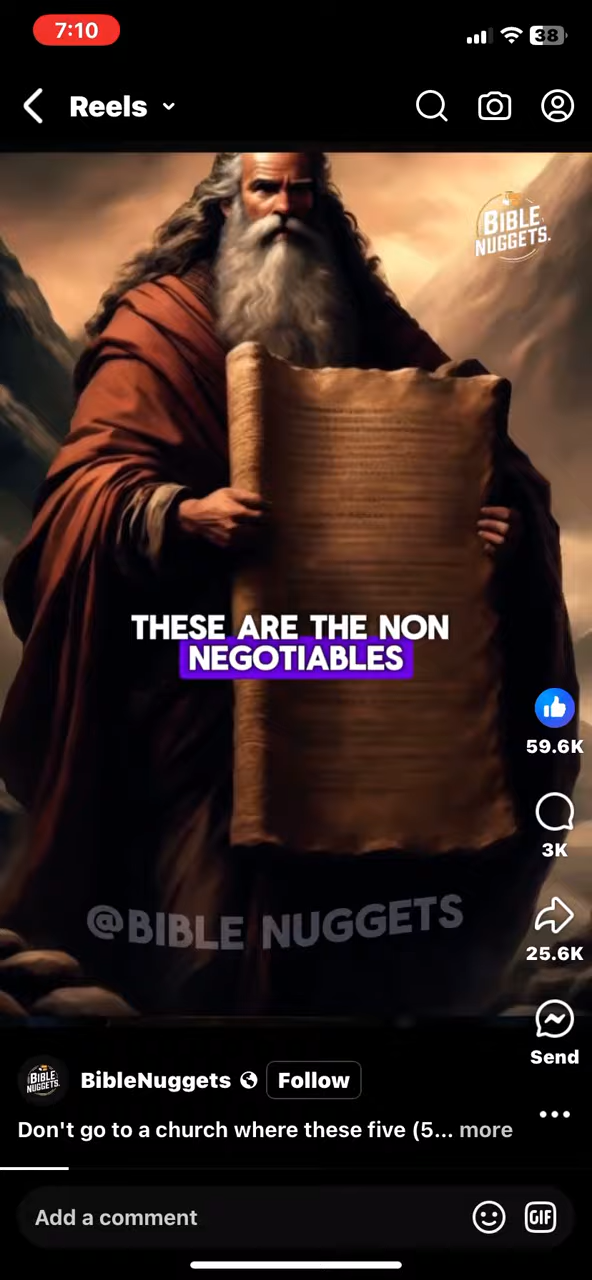 7:10
38
Reels
BIBLE
NUGGETS.
THESE ARE THE NON
NEGOTIABLES
59.6K
3K
25.6K
@BIBLE NUGGETS
Send
BIBLE
NUGGETS.
BibleNuggets
Follow
Don't go to a church where these five (5... more
Add a comment
GIF